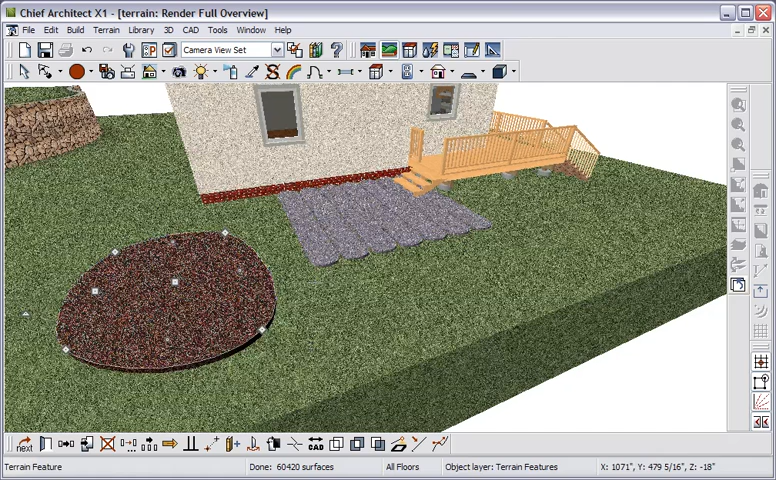 Chief Architect X1 - [terrain: Render Full Overview]
File Edit Build Terrain Library 3D CAD Tools Window Help
Camera View Set
next
Terrain Feature Done: 60420 surfaces All Floors Object layer: Terrain Features X: 1071", Y: 479 5/16", Z: -18"